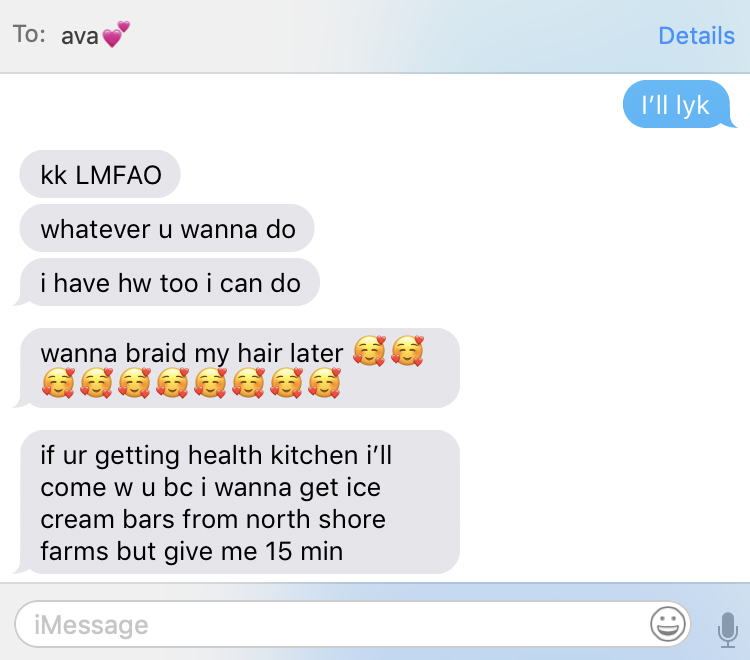 To: ava💕
Details
I’ll lyk
kk LMFAO
whatever u wanna do
i have hw too i can do
wanna braid my hair later 🥰🥰
🥰🥰🥰🥰🥰🥰🥰🥰
if ur getting health kitchen i’ll
come w u bc i wanna get ice
cream bars from north shore
farms but give me 15 min
iMessage